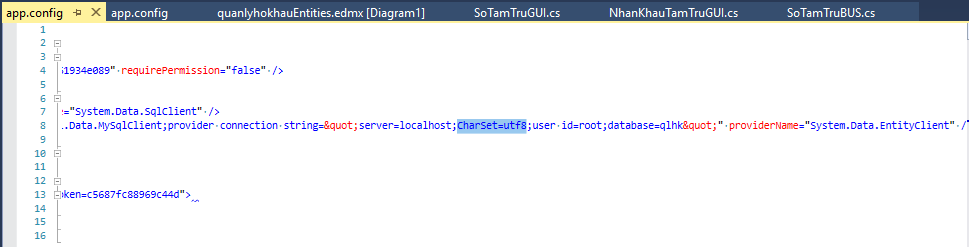 app.config app.config quanlyhokhauEntities.edmx [Diagram1] SoTamTruGUI.cs NhanKhauTamTruGUI.cs SoTamTruBUS.cs
1
2
3
4 51934e089" requirePermission="false" />
5
6
7 ="System.Data.SqlClient" />
8 .Data.MySqlClient;provider connection string=&quot;server=localhost;CharSet=utf8;user id=root;database=qlhk&quot;" providerName="System.Data.EntityClient" /
9
10
11
12
13 oken=c5687fc88969c44d">
14
15
16